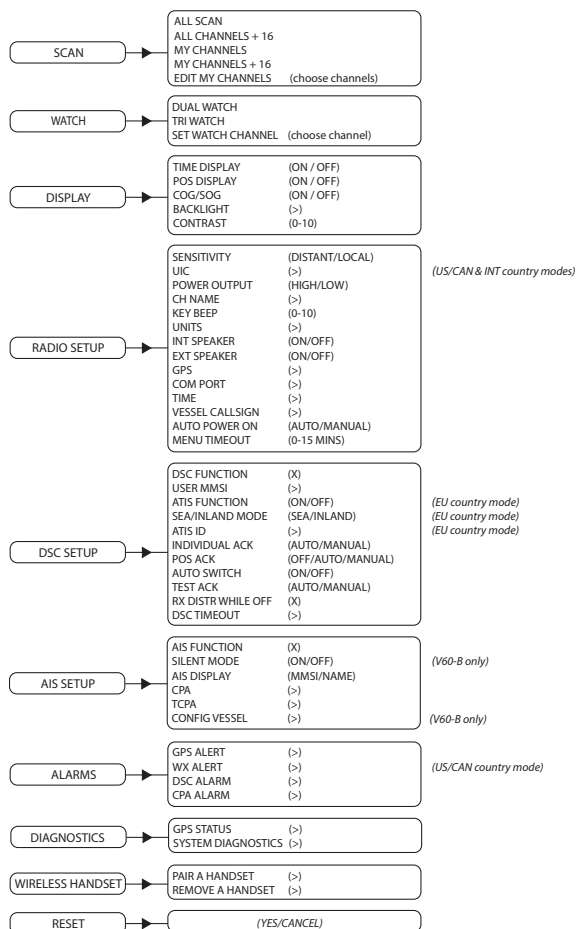 SCAN
ALL SCAN
ALL CHANNELS + 16
MY CHANNELS
MY CHANNELS + 16
EDIT MY CHANNELS (choose channels)
WATCH
DUAL WATCH
TRI WATCH
SET WATCH CHANNEL (choose channel)
DISPLAY
TIME DISPLAY (ON / OFF)
POS DISPLAY (ON / OFF)
COG/SOG (ON / OFF)
BACKLIGHT (>)
CONTRAST (0-10)
RADIO SETUP
SENSITIVITY (DISTANT/LOCAL)
UIC (>) (US/CAN & INT country modes)
POWER OUTPUT (HIGH/LOW)
CH NAME (>)
KEY BEEP (0-10)
UNITS (>)
INT SPEAKER (ON/OFF)
EXT SPEAKER (ON/OFF)
GPS (>)
COM PORT (>)
TIME (>)
VESSEL CALLSIGN (>)
AUTO POWER ON (AUTO/MANUAL)
MENU TIMEOUT (0-15 MINS)
DSC SETUP
DSC FUNCTION (X)
USER MMSI (>)
ATIS FUNCTION (ON/OFF) (EU country mode)
SEA/INLAND MODE (SEA/INLAND) (EU country mode)
ATIS ID (>) (EU country mode)
INDIVIDUAL ACK (AUTO/MANUAL)
POS ACK (OFF/AUTO/MANUAL)
AUTO SWITCH (ON/OFF)
TEST ACK (AUTO/MANUAL)
RX DISTR WHILE OFF (X)
DSC TIMEOUT (>)
AIS SETUP
AIS FUNCTION (X)
SILENT MODE (ON/OFF) (V60-B only)
AIS DISPLAY (MMSI/NAME)
CPA (>)
TCPA (>)
CONFIG VESSEL (>) (V60-B only)
ALARMS
GPS ALERT (>)
WX ALERT (>) (US/CAN country mode)
DSC ALARM (>)
CPA ALARM (>)
DIAGNOSTICS
GPS STATUS (>)
SYSTEM DIAGNOSTICS (>)
WIRELESS HANDSET
PAIR A HANDSET (>)
REMOVE A HANDSET (>)
RESET
(YES/CANCEL)